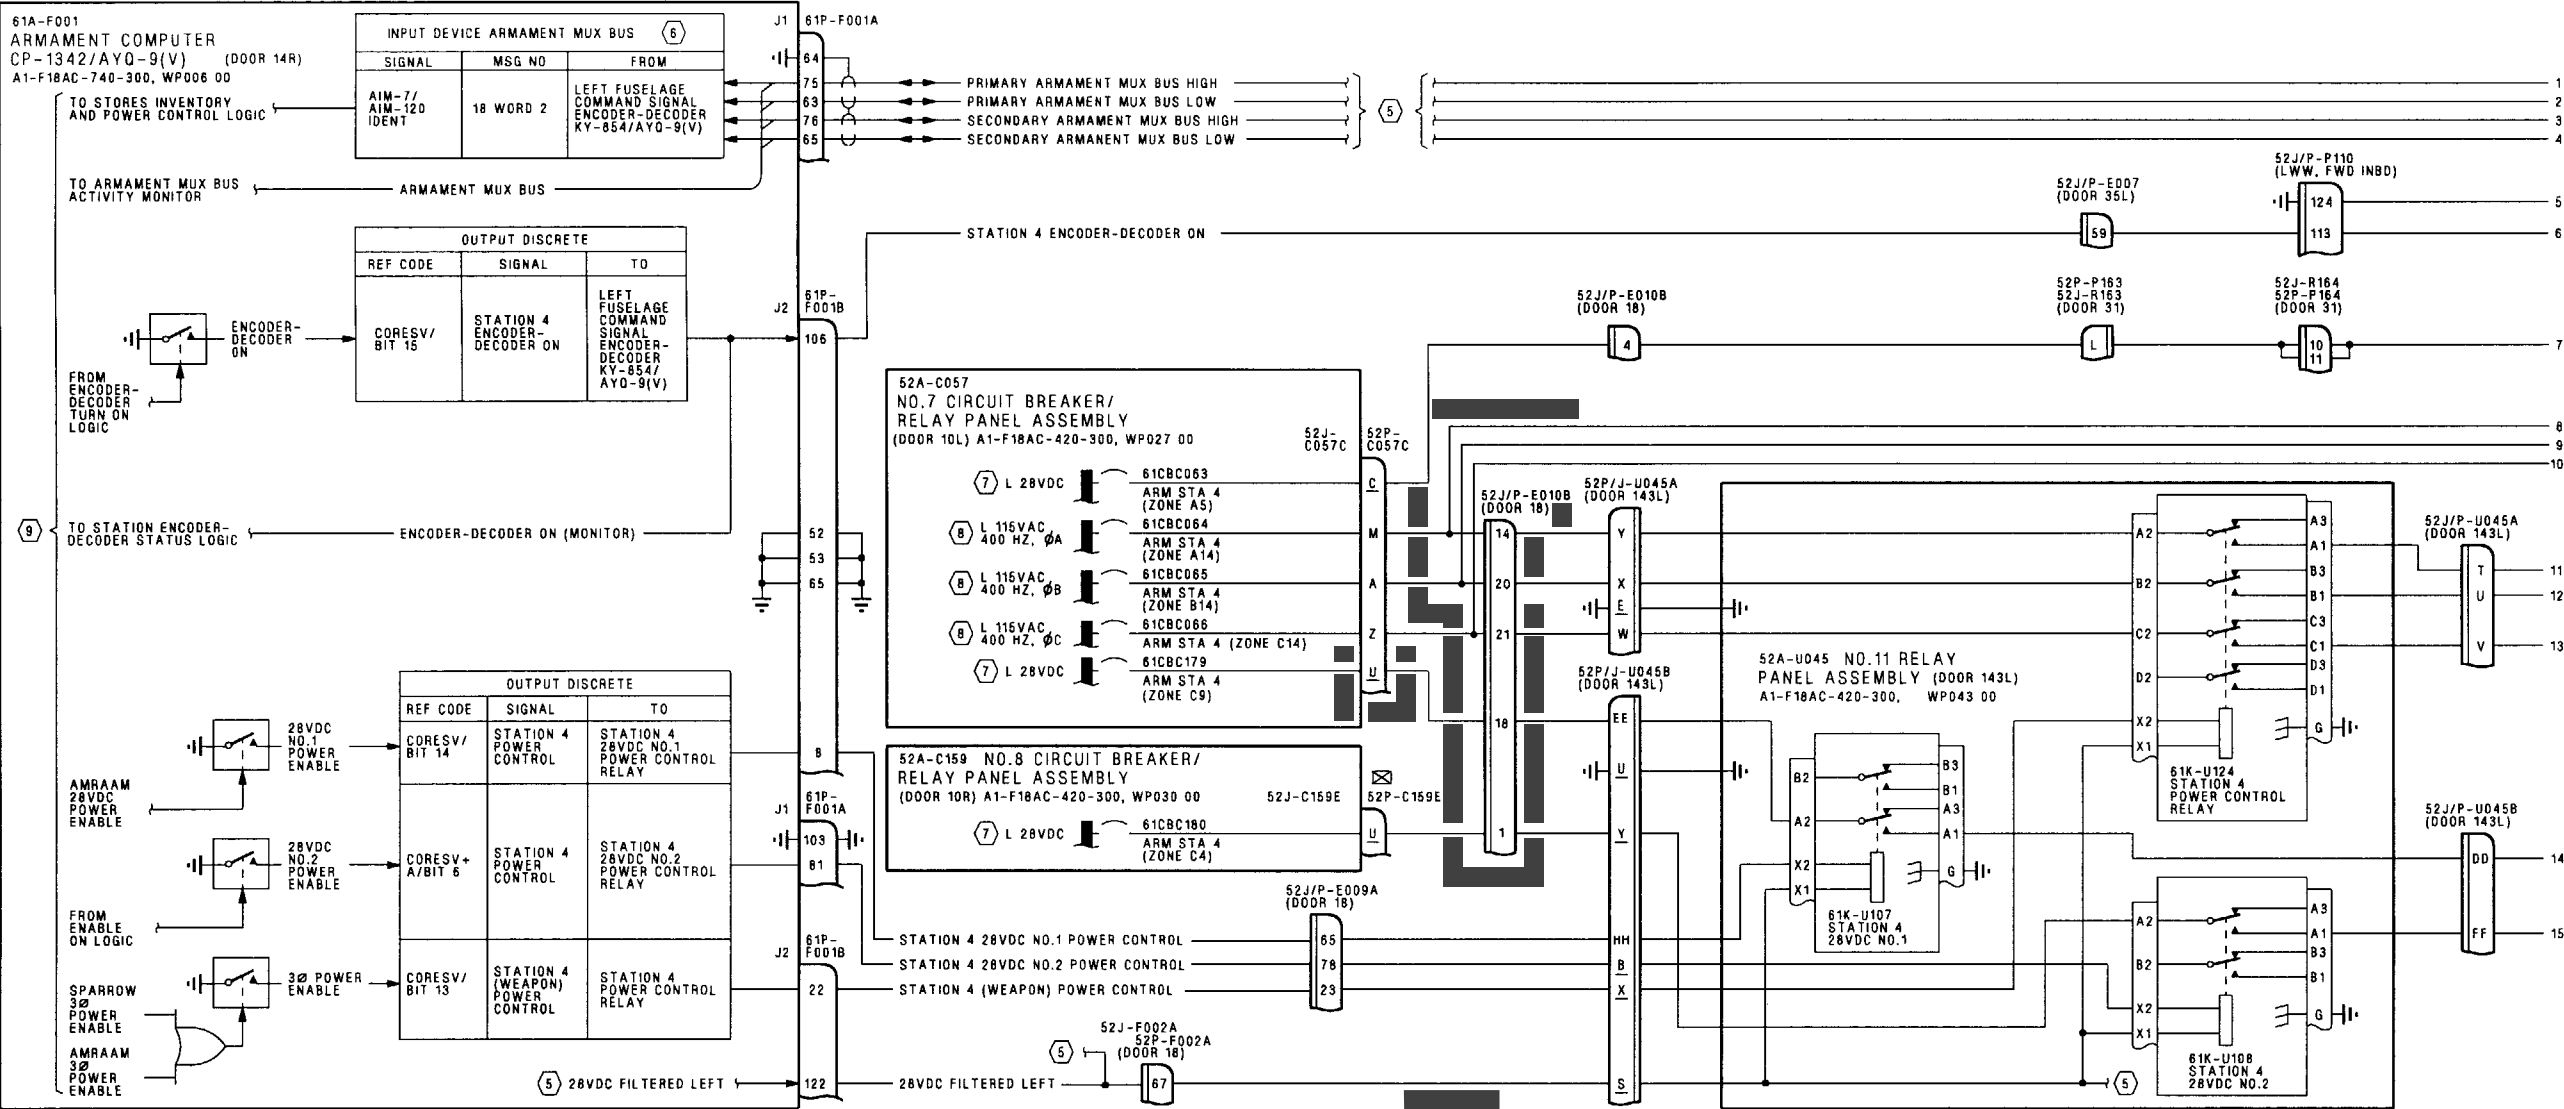 61A-F001
ARMAMENT COMPUTER
CP-1342/AYQ-9(V) (DOOR 14R)
A1-F18AC-740-300, WP006 00
TO STORES INVENTORY
AND POWER CONTROL LOGIC
INPUT DEVICE ARMAMENT MUX BUS 6
SIGNAL MSG NO FROM
AIM-7/
AIM-120
IDENT
18 WORD 2
LEFT FUSELAGE
COMMAND SIGNAL
ENCODER-DECODER
KY-854/AYQ-9(V)
J1 61P-F001A
64
75
63
76
65
PRIMARY ARMAMENT MUX BUS HIGH
PRIMARY ARMAMENT MUX BUS LOW
SECONDARY ARMAMENT MUX BUS HIGH
SECONDARY ARMANENT MUX BUS LOW
5
1
2
3
4
TO ARMAMENT MUX BUS
ACTIVITY MONITOR
ARMAMENT MUX BUS
52J/P-E007
(DOOR 35L)
59
52J/P-P110
(LWW, FWD INBD)
124
113
5
6
OUTPUT DISCRETE
REF CODE SIGNAL TO
CORESV/
BIT 15
STATION 4
ENCODER-
DECODER ON
LEFT
FUSELAGE
COMMAND
SIGNAL
ENCODER-
DECODER
KY-854/
AYQ-9(V)
STATION 4 ENCODER-DECODER ON
J2 61P-
F001B
106
ENCODER-
DECODER
ON
FROM
ENCODER-
DECODER
TURN ON
LOGIC
52J/P-E010B
(DOOR 18)
4
52P-P163
52J-R163
(DOOR 31)
L
52J-R164
52P-P164
(DOOR 31)
10
11
7
52A-C057
NO.7 CIRCUIT BREAKER/
RELAY PANEL ASSEMBLY
(DOOR 10L) A1-F18AC-420-300, WP027 00
52J-
C057C
52P-
C057C
8
9
10
7 L 28VDC
61CBC063
ARM STA 4
(ZONE A5)
C
8 L 115VAC,
400 HZ, ØA
61CBC064
ARM STA 4
(ZONE A14)
M
8 L 115VAC,
400 HZ, ØB
61CBC065
ARM STA 4
(ZONE B14)
A
8 L 115VAC,
400 HZ, ØC
61CBC066
ARM STA 4 (ZONE C14)
Z
7 L 28VDC
61CBC179
ARM STA 4
(ZONE C9)
U
9
TO STATION ENCODER-
DECODER STATUS LOGIC
ENCODER-DECODER ON (MONITOR)
52
53
65
52J/P-E010B
(DOOR 18)
14
20
21
18
1
52P/J-U045A
(DOOR 143L)
Y
X
E
W
52P/J-U045B
(DOOR 143L)
EE
U
Y
HH
B
X
S
52A-U045 NO.11 RELAY
PANEL ASSEMBLY (DOOR 143L)
A1-F18AC-420-300, WP043 00
A2
B2
C2
D2
X2
X1
A3
A1
B3
B1
C3
C1
D3
D1
G
61K-U124
STATION 4
POWER CONTROL
RELAY
52J/P-U045A
(DOOR 143L)
T
U
V
11
12
13
B2
A2
X2
X1
B3
B1
A3
A1
G
61K-U107
STATION 4
28VDC NO.1
52J/P-U045B
(DOOR 143L)
DD
FF
14
15
A2
B2
X2
X1
A3
A1
B3
B1
G
61K-U108
STATION 4
28VDC NO.2
5
52A-C159 NO.8 CIRCUIT BREAKER/
RELAY PANEL ASSEMBLY
(DOOR 10R) A1-F18AC-420-300, WP030 00
52J-C159E 52P-C159E
7 L 28VDC
61CBC180
ARM STA 4
(ZONE C4)
U
OUTPUT DISCRETE
REF CODE SIGNAL TO
28VDC
NO.1
POWER
ENABLE
CORESV/
BIT 14
STATION 4
POWER
CONTROL
STATION 4
28VDC NO.1
POWER CONTROL
RELAY
8
AMRAAM
28VDC
POWER
ENABLE
J1 61P-
F001A
103
81
28VDC
NO.2
POWER
ENABLE
CORESV+
A/BIT 6
STATION 4
POWER
CONTROL
STATION 4
28VDC NO.2
POWER CONTROL
RELAY
FROM
ENABLE
ON LOGIC
J2 61P-
F001B
22
122
3Ø POWER
ENABLE
CORESV/
BIT 13
STATION 4
(WEAPON)
POWER
CONTROL
STATION 4
POWER CONTROL
RELAY
SPARROW
3Ø
POWER
ENABLE
AMRAAM
3Ø
POWER
ENABLE
52J/P-E009A
(DOOR 18)
STATION 4 28VDC NO.1 POWER CONTROL 65
STATION 4 28VDC NO.2 POWER CONTROL 78
STATION 4 (WEAPON) POWER CONTROL 23
52J-F002A
52P-F002A
(DOOR 18)
5
67
5 28VDC FILTERED LEFT
28VDC FILTERED LEFT